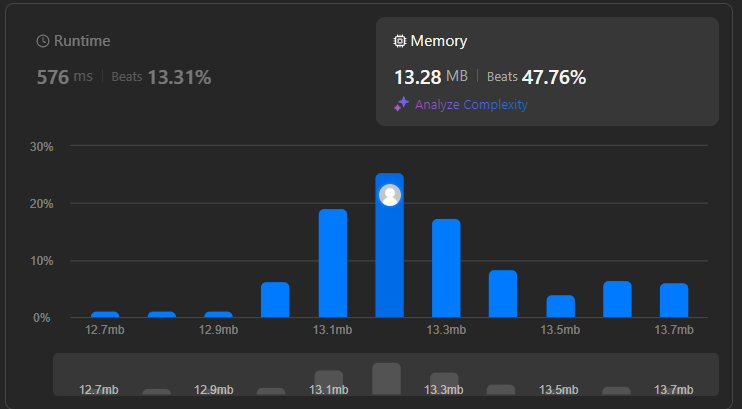 Runtime
576 ms | Beats 13.31%
Memory
13.28 MB | Beats 47.76%
Analyze Complexity
30%
20%
10%
0%
12.7mb 12.9mb 13.1mb 13.3mb 13.5mb 13.7mb
12.7mb 12.9mb 13.1mb 13.3mb 13.5mb 13.7mb